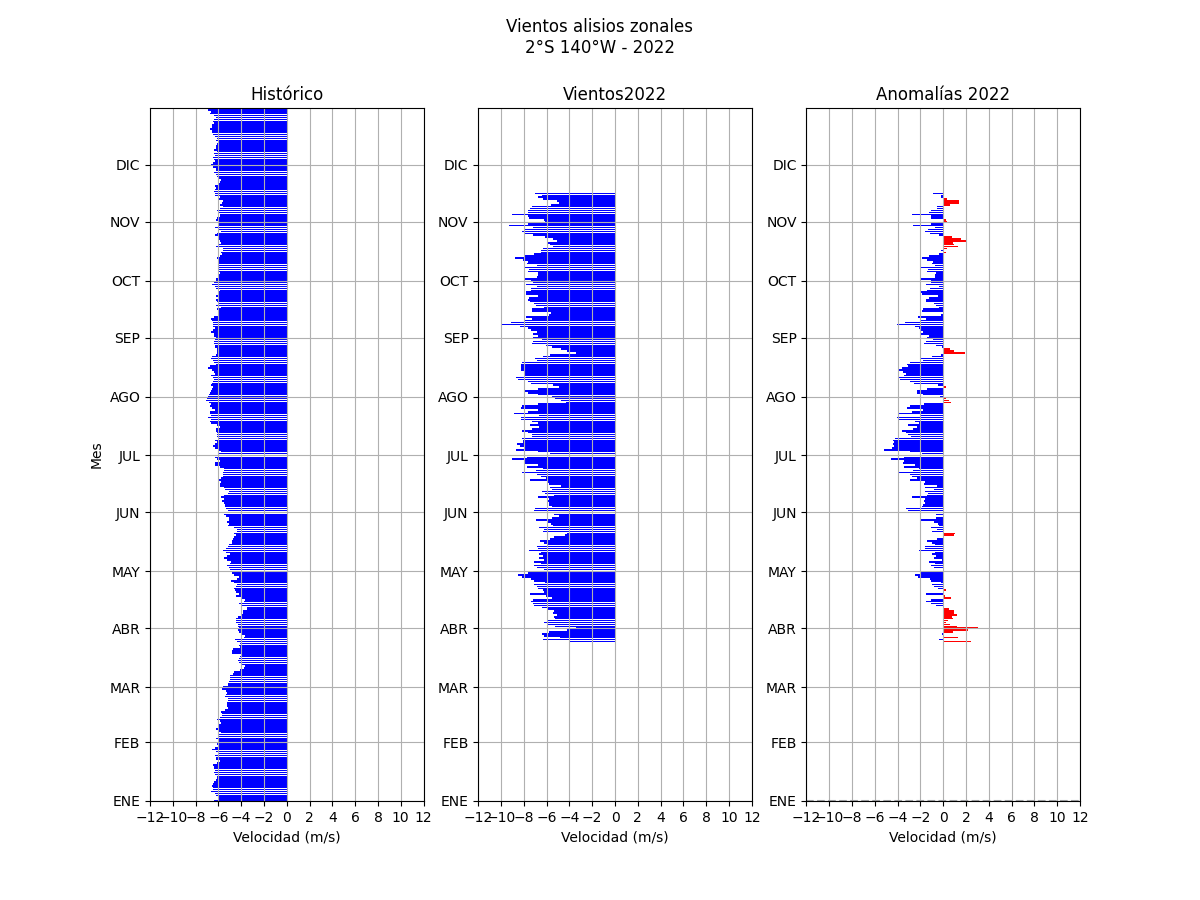 Vientos alisios zonales
2°S 140°W - 2022
Histórico
Mes
DIC
NOV
OCT
SEP
AGO
JUL
JUN
MAY
ABR
MAR
FEB
ENE
−12 −10 −8 −6 −4 −2 0 2 4 6 8 10 12
Velocidad (m/s)
Vientos2022
DIC
NOV
OCT
SEP
AGO
JUL
JUN
MAY
ABR
MAR
FEB
ENE
−12 −10 −8 −6 −4 −2 0 2 4 6 8 10 12
Velocidad (m/s)
Anomalías 2022
DIC
NOV
OCT
SEP
AGO
JUL
JUN
MAY
ABR
MAR
FEB
ENE
−12 −10 −8 −6 −4 −2 0 2 4 6 8 10 12
Velocidad (m/s)